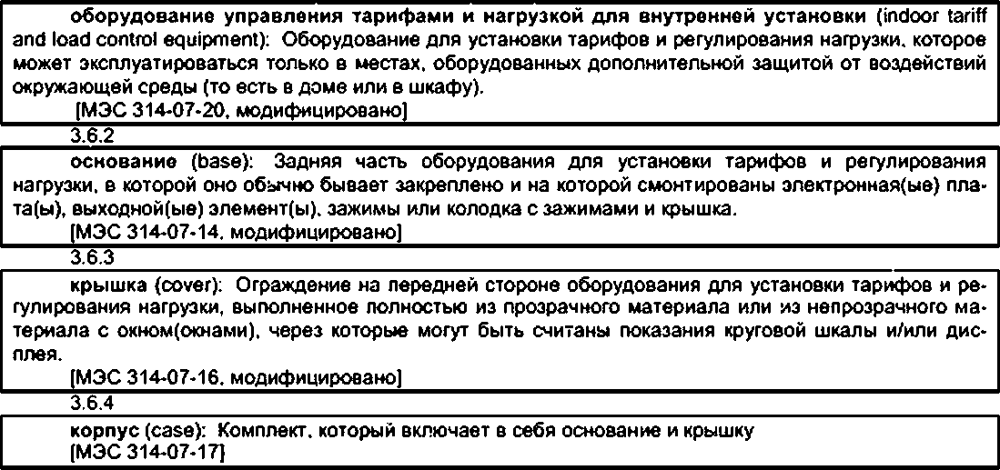 оборудование управления тарифами и нагрузкой для внутренней установки (indoor tariff
and load control equipment): Оборудование для установки тарифов и регулирования нагрузки, которое
может эксплуатироваться только в местах, оборудованных дополнительной защитой от воздействий
окружающей среды (то есть в доме или в шкафу).
[МЭС 314-07-20, модифицировано]
3.6.2
основание (base): Задняя часть оборудования для установки тарифов и регулирования
нагрузки, в которой оно обычно бывает закреплено и на которой смонтированы электронная(ые) пла-
та(ы), выходной(ые) элемент(ы), зажимы или колодка с зажимами и крышка.
[МЭС 314-07-14, модифицировано]
3.6.3
крышка (cover): Ограждение на передней стороне оборудования для установки тарифов и ре-
гулирования нагрузки, выполненное полностью из прозрачного материала или из непрозрачного ма-
териала с окном(окнами), через которые могут быть считаны показания круговой шкалы и/или дис-
плея.
[МЭС 314-07-16, модифицировано]
3.6.4
корпус (case): Комплект, который включает в себя основание и крышку
[МЭС 314-07-17]